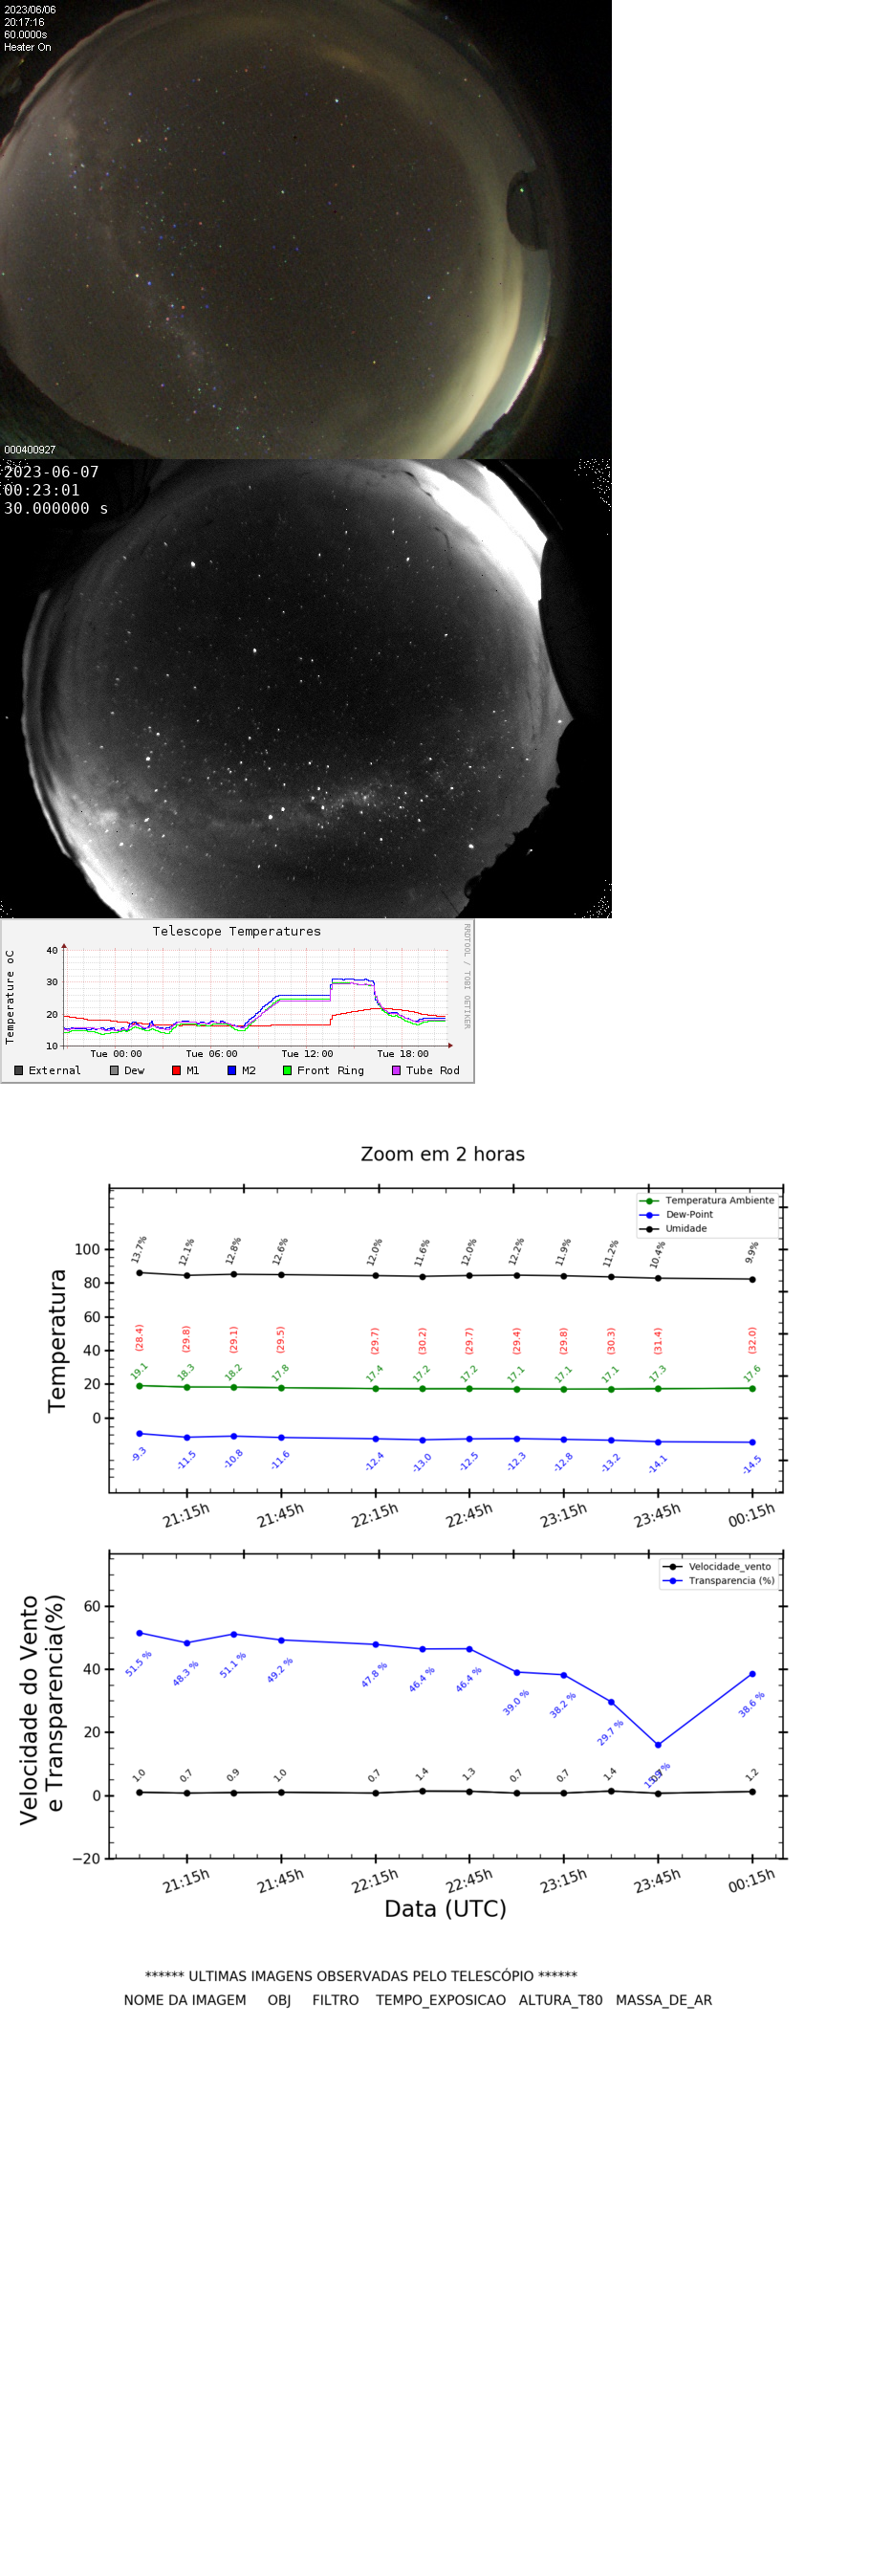 2023/06/06
20:17:16
60.0000s
Heater On
000400927
2023-06-07
00:23:01
30.000000 s
Telescope Temperatures
RRDTOOL / TOBI OETIKER
Temperature oC
40
30
20
10
Tue 00:00 Tue 06:00 Tue 12:00 Tue 18:00
External Dew M1 M2 Front Ring Tube Rod
Zoom em 2 horas
Temperatura Ambiente
Dew-Point
Umidade
Temperatura
100
80
60
40
20
0
13.7% 12.1% 12.8% 12.6% 12.0% 11.6% 12.0% 12.2% 11.9% 11.2% 10.4% 9.9%
(28.4) (29.8) (29.1) (29.5) (29.7) (30.2) (29.7) (29.4) (29.8) (30.3) (31.4) (32.0)
19.1 18.3 18.2 17.8 17.4 17.2 17.2 17.1 17.1 17.1 17.3 17.6
-9.3 -11.5 -10.8 -11.6 -12.4 -13.0 -12.5 -12.3 -12.8 -13.2 -14.1 -14.5
21:15h 21:45h 22:15h 22:45h 23:15h 23:45h 00:15h
Velocidade_vento
Transparencia (%)
Velocidade do Vento
e Transparencia(%)
60
40
20
0
−20
51.5 % 48.3 % 51.1 % 49.2 % 47.8 % 46.4 % 46.4 % 39.0 % 38.2 % 29.7 % 38.6 %
1.0 0.7 0.9 1.0 0.7 1.4 1.3 0.7 0.7 1.4 1.2
21:15h 21:45h 22:15h 22:45h 23:15h 23:45h 00:15h
Data (UTC)
****** ULTIMAS IMAGENS OBSERVADAS PELO TELESCÓPIO ******
NOME DA IMAGEM OBJ FILTRO TEMPO_EXPOSICAO ALTURA_T80 MASSA_DE_AR